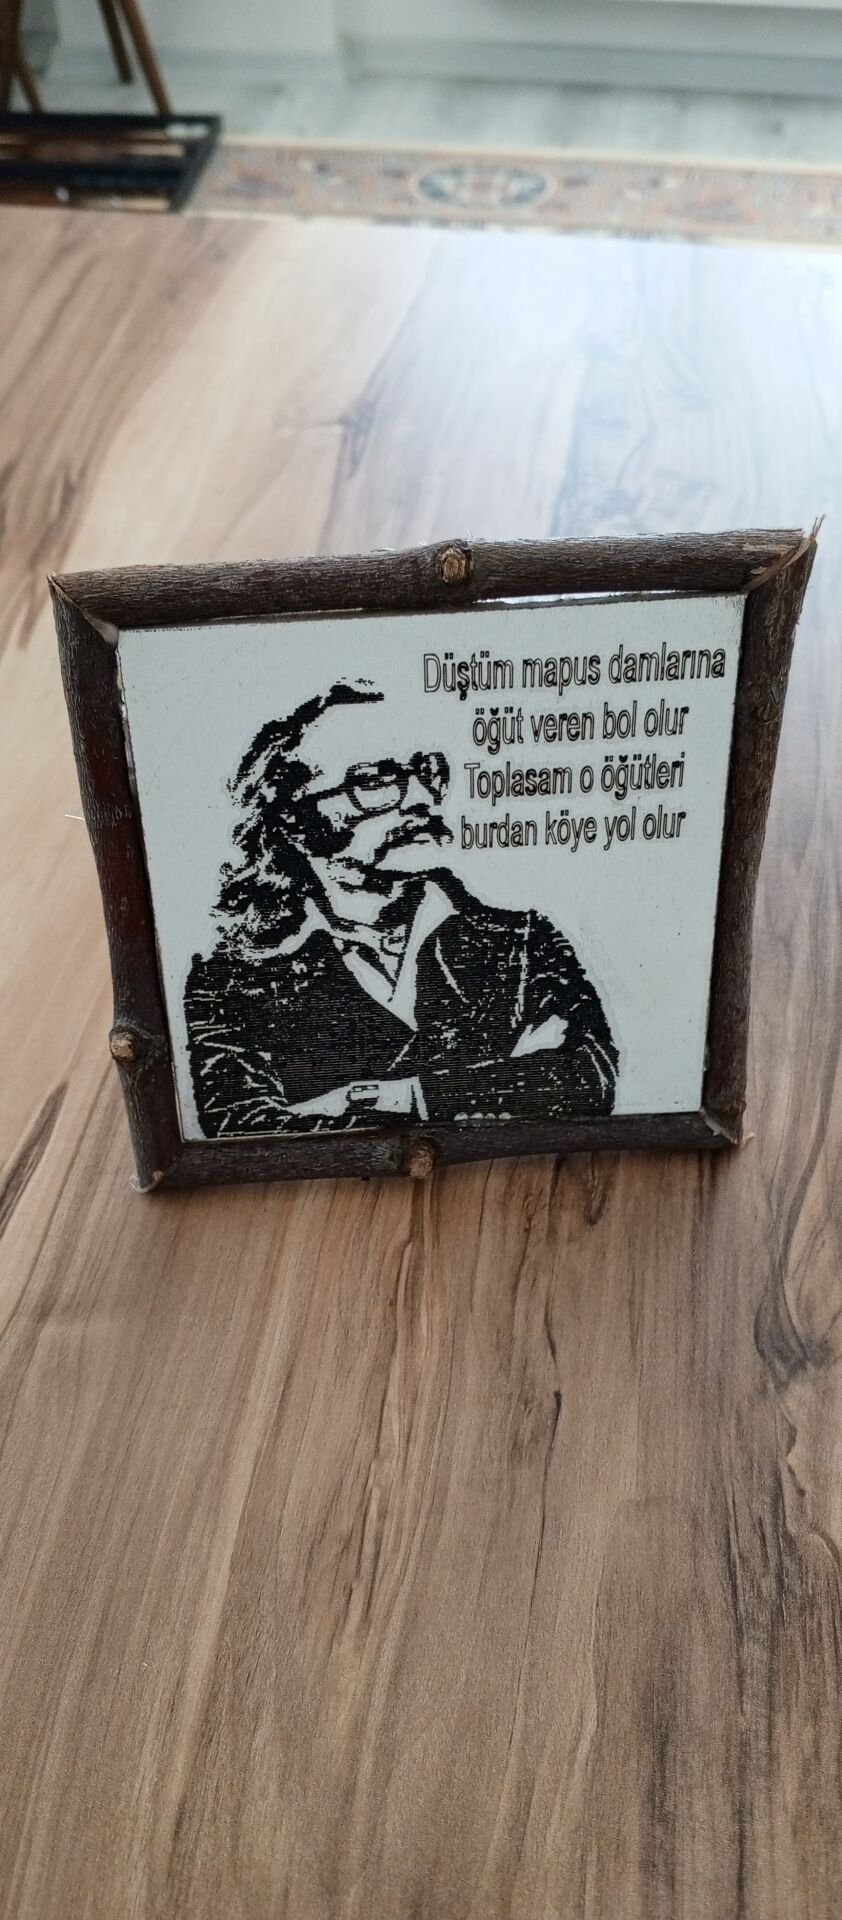 Düştüm mapus damlarına
öğüt veren bol olur
Toplasam o öğütleri
burdan köye yol olur